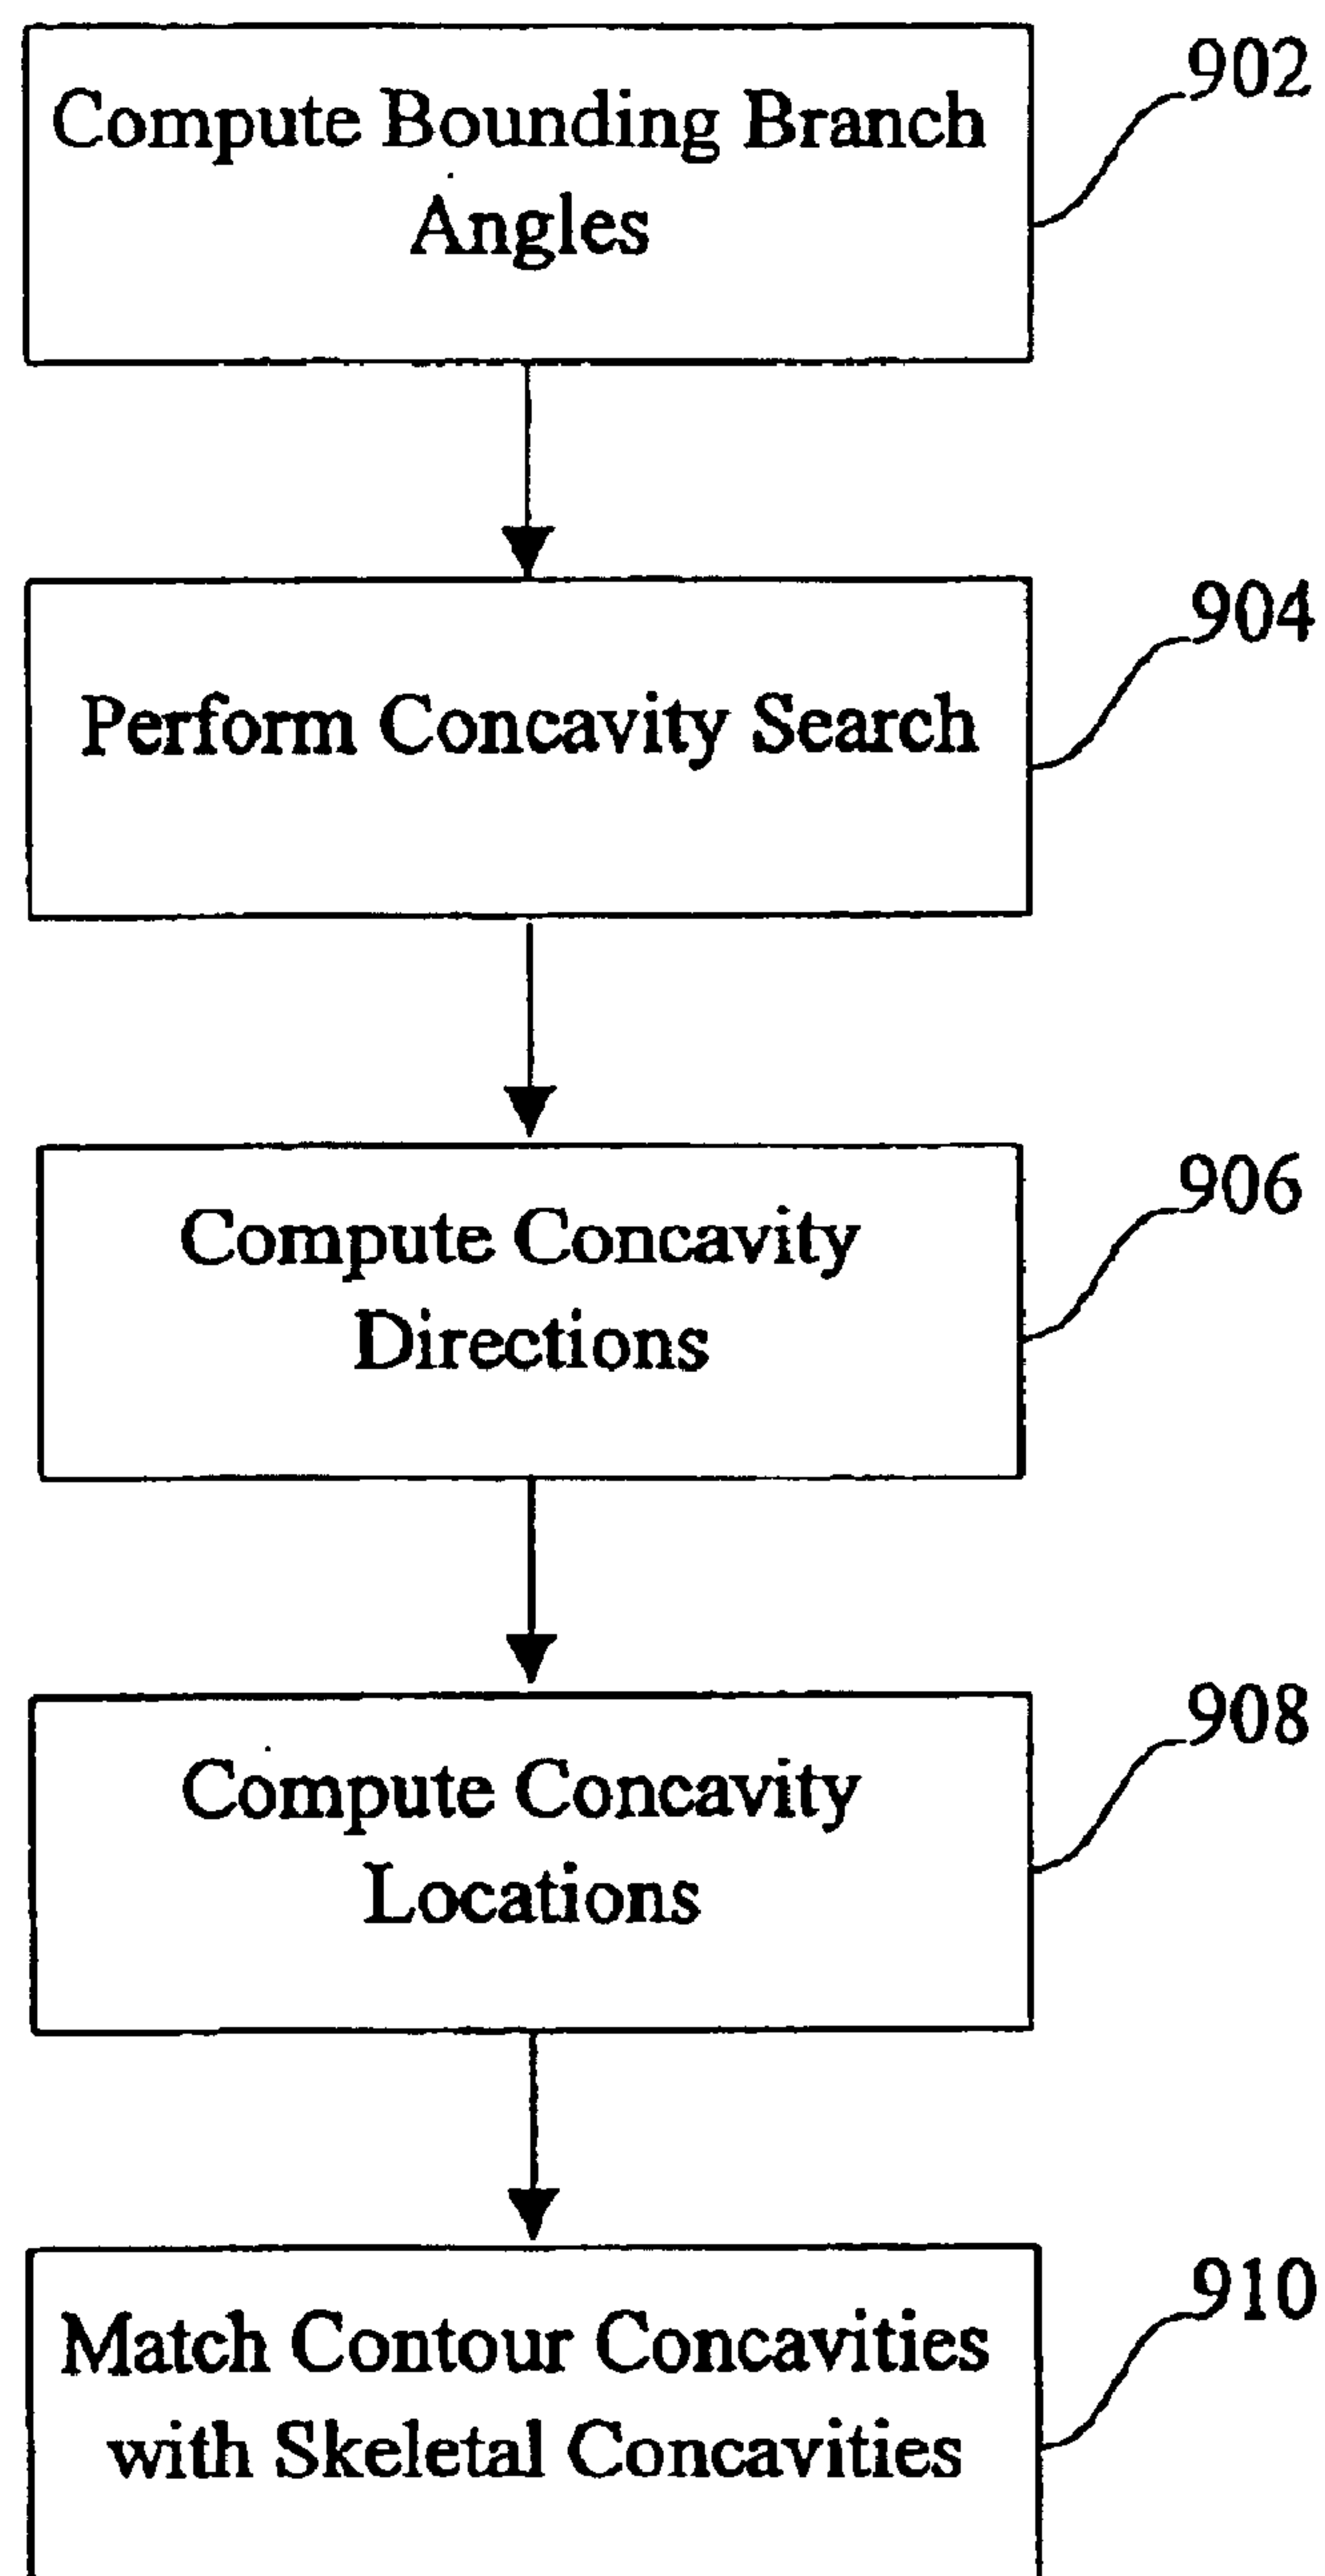 902
Compute Bounding Branch
Angles
904
Perform Concavity Search
906
Compute Concavity
Directions
908
Compute Concavity
Locations
910
Match Contour Concavities
with Skeletal Concavities